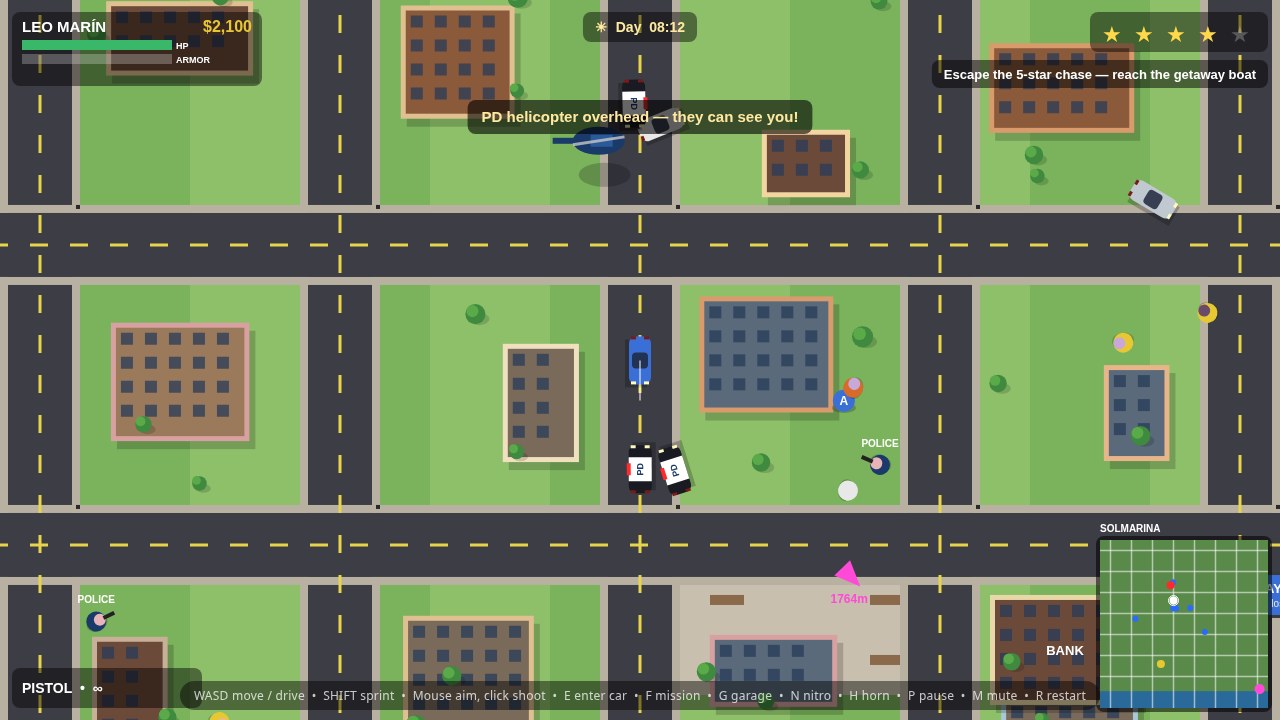 LEO MARÍN $2,100
HP
ARMOR
☀ Day 08:12
★ ★ ★ ★ ★
Escape the 5-star chase — reach the getaway boat
PD helicopter overhead — they can see you!
PD
A
POLICE
PD
PD
SOLMARINA
1764m
POLICE
BANK
PISTOL • ∞
WASD move / drive • SHIFT sprint • Mouse aim, click shoot • E enter car • F mission • G garage • N nitro • H horn • P pause • M mute • R restart